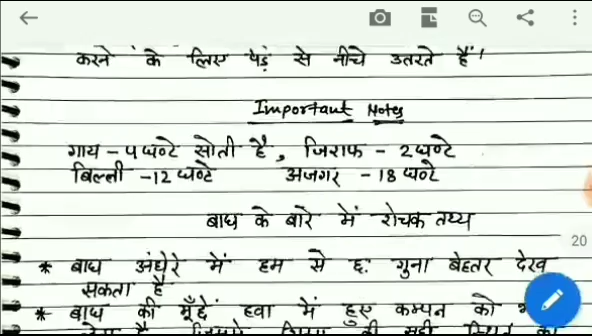 करने के लिए पेड़ से नीचे उतरते हैं।
Important Notes
गाय - 4 घण्टे सोती है, जिराफ - 2 घण्टे
बिल्ली - 12 घण्टे अजगर - 18 घण्टे
बाघ के बारे में रोचक तथ्य
* बाघ अंधेरे में हम से छः गुना बेहतर देख
सकता है
20
* बाघ की मूँछें हवा में हुए कम्पन को